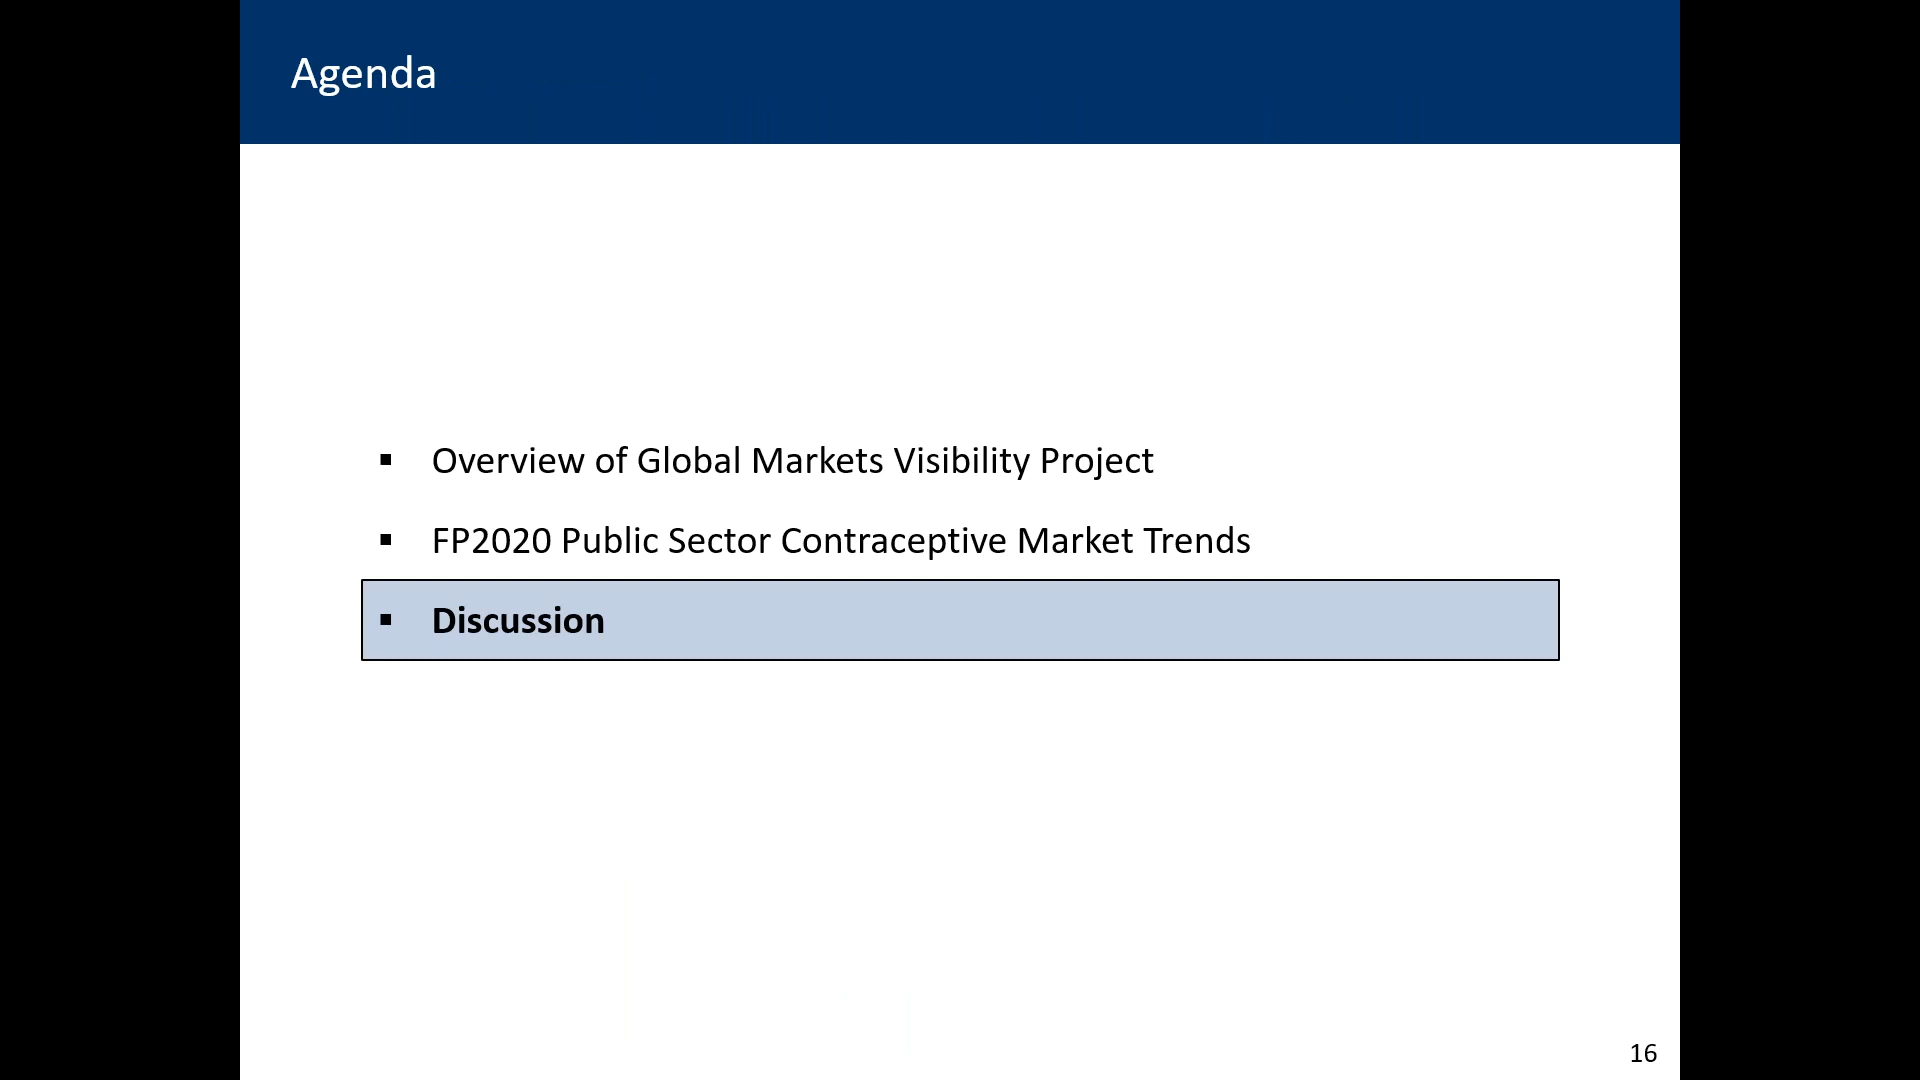 Agenda
▪ Overview of Global Markets Visibility Project
▪ FP2020 Public Sector Contraceptive Market Trends
▪ Discussion
16